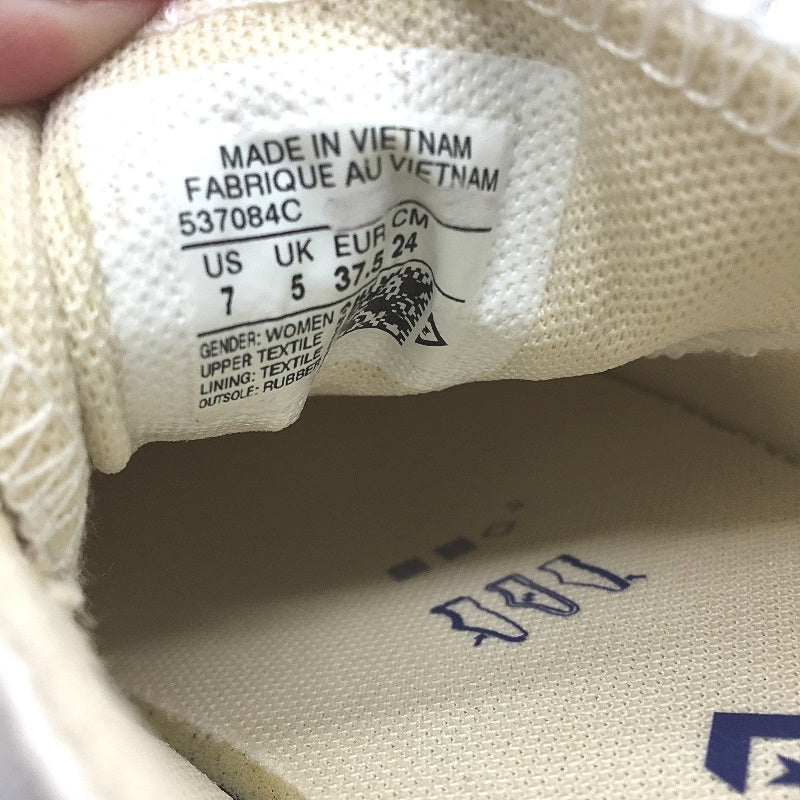 MADE IN VIETNAM
FABRIQUE AU VIETNAM
537084C
US UK EUR CM
7 5 37.5 24
GENDER: WOMEN
UPPER TEXTILE
LINING: TEXTILE
OUTSOLE: RUBBER